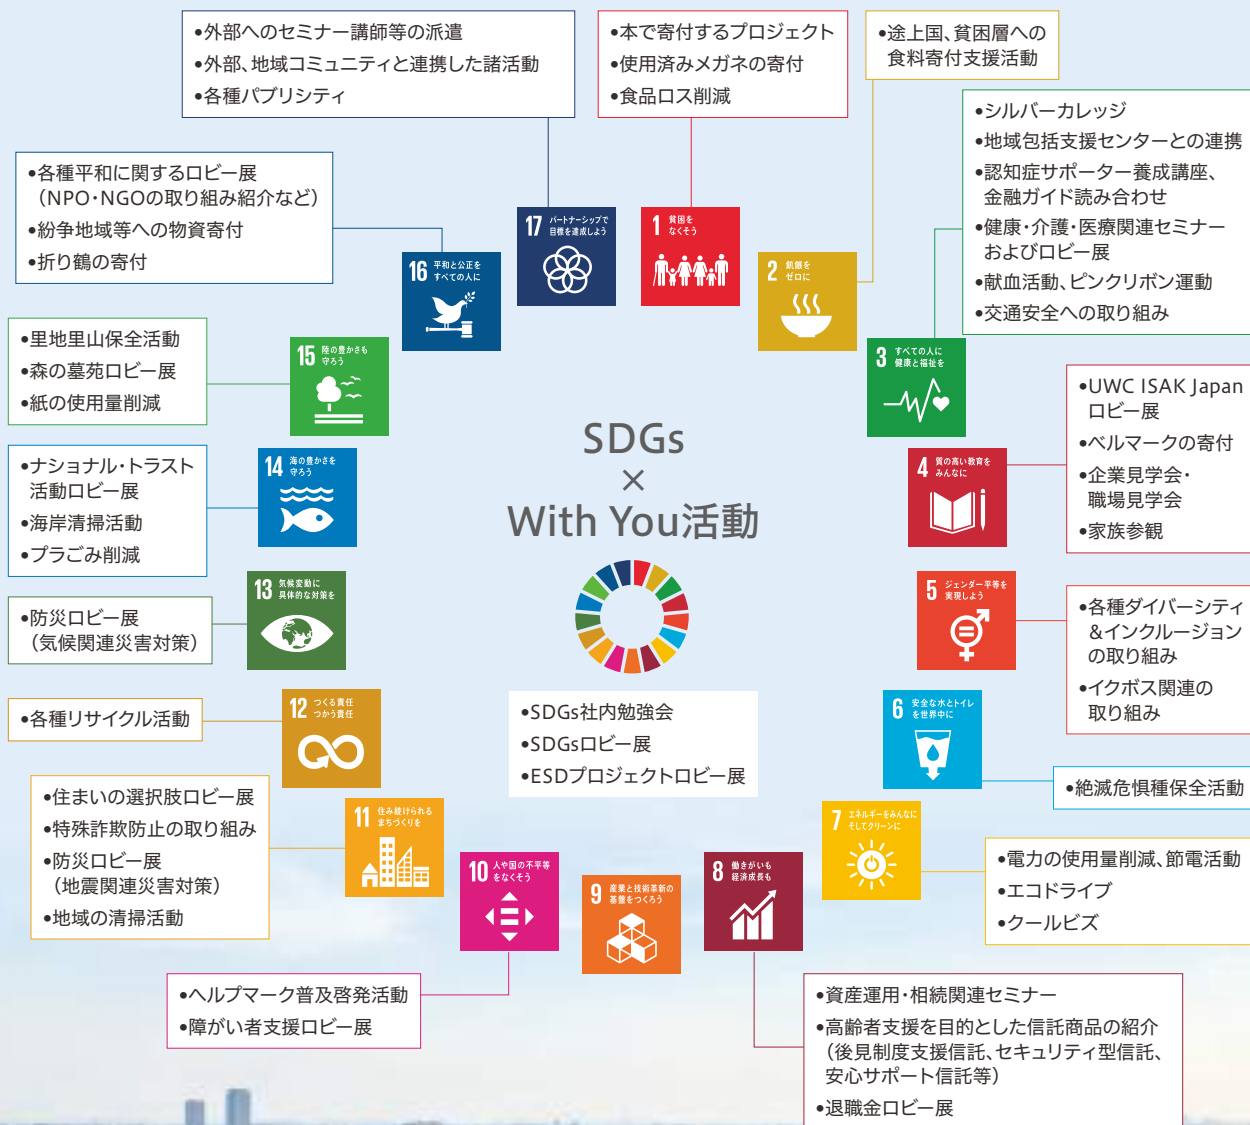 •外部へのセミナー講師等の派遣
•外部、地域コミュニティと連携した諸活動
•各種パブリシティ
•本で寄付するプロジェクト
•使用済みメガネの寄付
•食品ロス削減
•途上国、貧困層への
食料寄付支援活動
•シルバーカレッジ
•地域包括支援センターとの連携
•認知症サポーター養成講座、
金融ガイド読み合わせ
•健康・介護・医療関連セミナー
およびロビー展
•献血活動、ピンクリボン運動
•交通安全への取り組み
•各種平和に関するロビー展
（NPO・NGOの取り組み紹介など）
•紛争地域等への物資寄付
•折り鶴の寄付
17 パートナーシップで
目標を達成しよう
1 貧困を
なくそう
16 平和と公正を
すべての人に
2 飢餓を
ゼロに
•里地里山保全活動
•森の墓苑ロビー展
•紙の使用量削減
15 陸の豊かさも
守ろう
3 すべての人に
健康と福祉を
•UWC ISAK Japan
ロビー展
•ベルマークの寄付
•企業見学会・
職場見学会
•家族参観
SDGs
×
With You活動
•ナショナル・トラスト
活動ロビー展
•海岸清掃活動
•プラごみ削減
14 海の豊かさを
守ろう
4 質の高い教育を
みんなに
13 気候変動に
具体的な対策を
5 ジェンダー平等を
実現しよう
•防災ロビー展
（気候関連災害対策）
•各種ダイバーシティ
＆インクルージョン
の取り組み
•イクボス関連の
取り組み
•各種リサイクル活動
12 つくる責任
つかう責任
•SDGs社内勉強会
•SDGsロビー展
•ESDプロジェクトロビー展
6 安全な水とトイレ
を世界中に
•絶滅危惧種保全活動
•住まいの選択肢ロビー展
•特殊詐欺防止の取り組み
•防災ロビー展
（地震関連災害対策）
•地域の清掃活動
11 住み続けられる
まちづくりを
7 エネルギーをみんなに
そしてクリーンに
•電力の使用量削減、節電活動
•エコドライブ
•クールビズ
10 人や国の不平等
をなくそう
9 産業と技術革新の
基盤をつくろう
8 働きがいも
経済成長も
•ヘルプマーク普及啓発活動
•障がい者支援ロビー展
•資産運用・相続関連セミナー
•高齢者支援を目的とした信託商品の紹介
（後見制度支援信託、セキュリティ型信託、
安心サポート信託等）
•退職金ロビー展